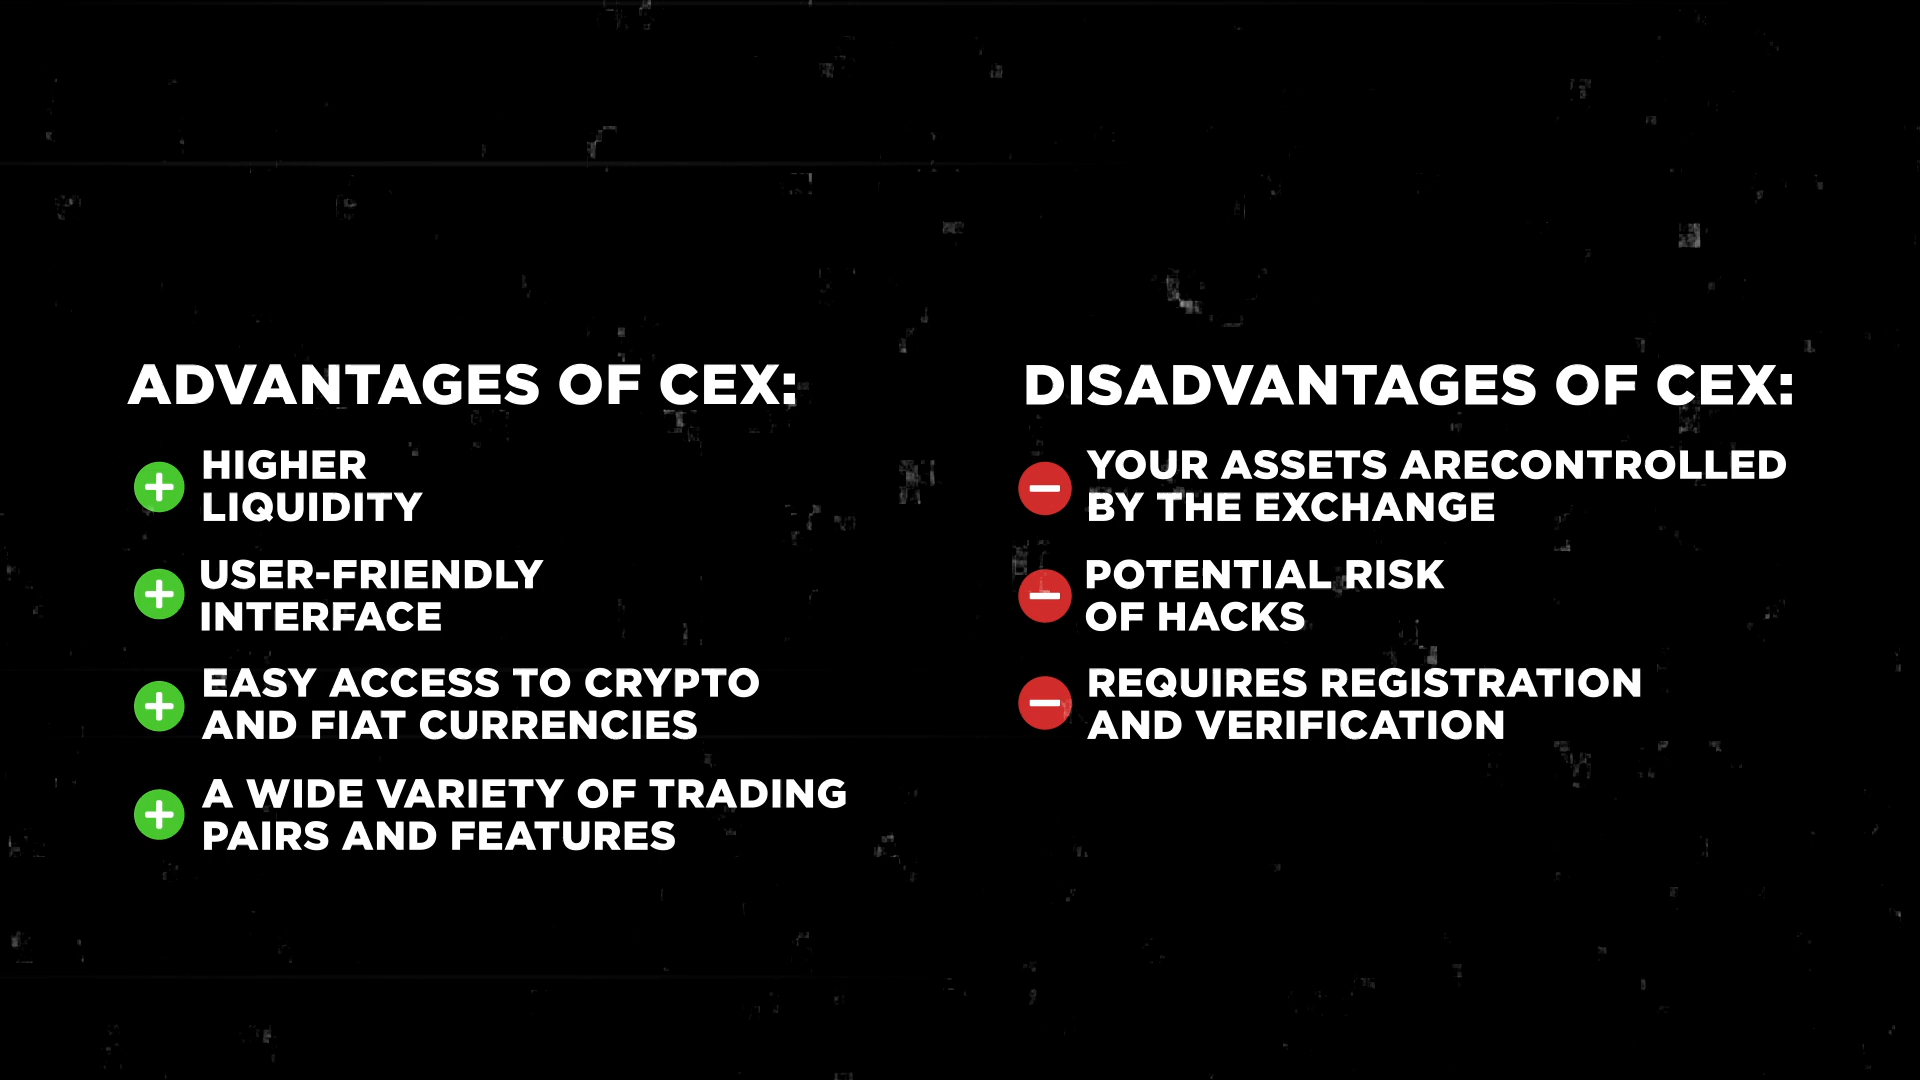 ADVANTAGES OF CEX:
HIGHER
LIQUIDITY
USER-FRIENDLY
INTERFACE
EASY ACCESS TO CRYPTO
AND FIAT CURRENCIES
A WIDE VARIETY OF TRADING
PAIRS AND FEATURES
DISADVANTAGES OF CEX:
YOUR ASSETS ARECONTROLLED
BY THE EXCHANGE
POTENTIAL RISK
OF HACKS
REQUIRES REGISTRATION
AND VERIFICATION